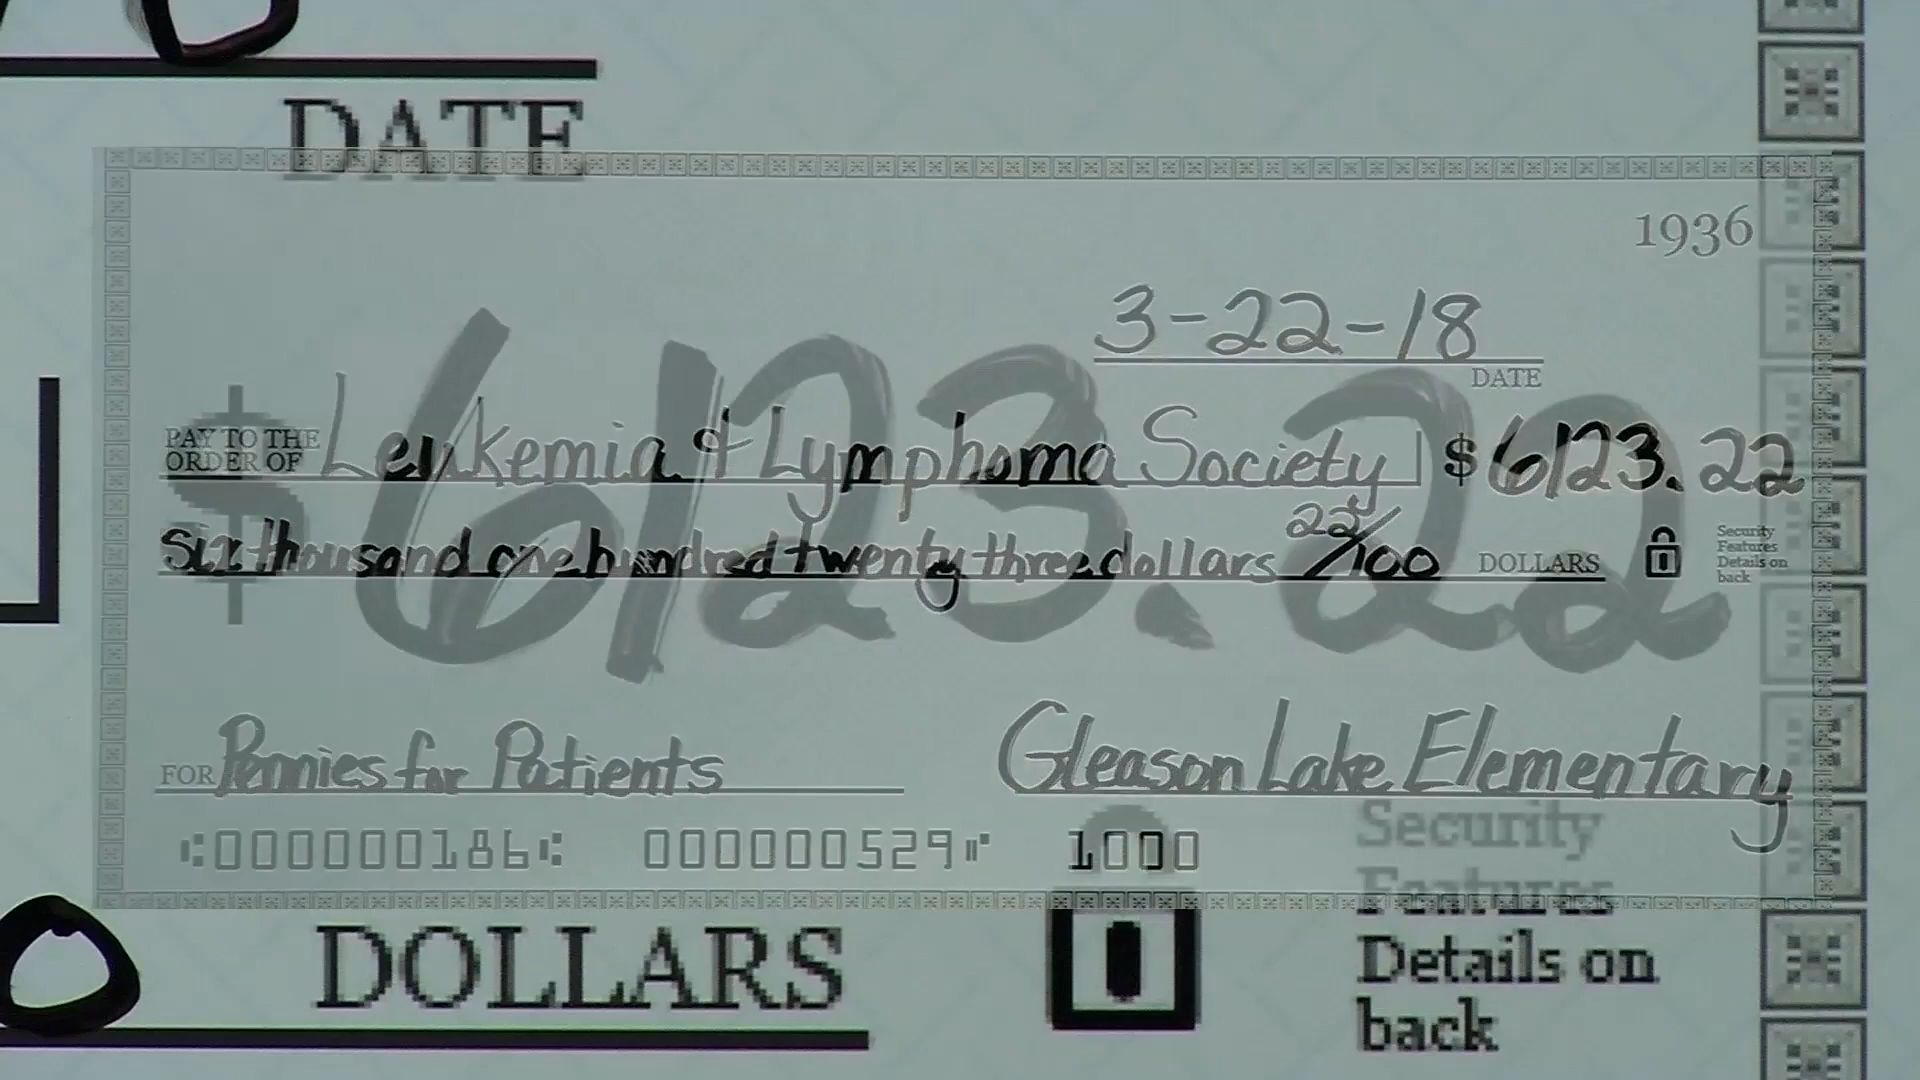 DATE
1936
3-22-18
DATE
PAY TO THE
ORDER OF Leukemia & Lymphoma Society $ 6123.22
$6123.22
Six thousand one hundred twenty three dollars 22/100 DOLLARS
Security
Features
Details on
back
FOR Pennies for Patients Gleason Lake Elementary
⑆000000186⑆ 000000529⑈ 1000
DOLLARS
Security
Features
Details on
back